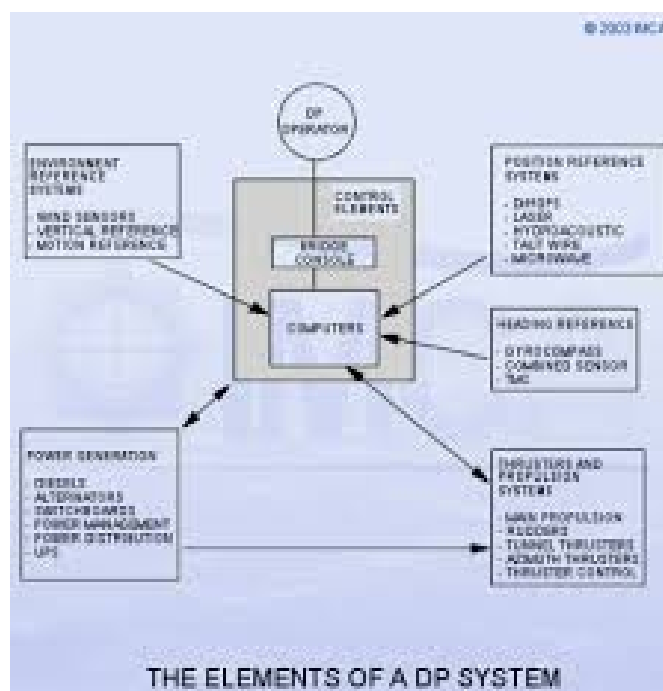 © 2003 IMCA
DP
OPERATOR
ENVIRONMENT
REFERENCE
SYSTEMS
- WIND SENSORS
- VERTICAL REFERENCE
- MOTION REFERENCE
CONTROL
ELEMENTS
BRIDGE
CONSOLE
COMPUTERS
POSITION REFERENCE
SYSTEMS
- DGPS
- LASER
- HYDROACOUSTIC
- TAUT WIRE
- MICROWAVE
HEADING REFERENCE
- GYROCOMPASS
- COMBINED SENSOR
POWER GENERATION
- DIESELS
- ALTERNATORS
- SWITCHBOARDS
- POWER MANAGEMENT
- POWER DISTRIBUTION
- UPS
THRUSTERS AND
PROPULSION
SYSTEMS
- MAIN PROPULSION
- RUDDERS
- TUNNEL THRUSTERS
- AZIMUTH THRUSTERS
- THRUSTER CONTROL
THE ELEMENTS OF A DP SYSTEM